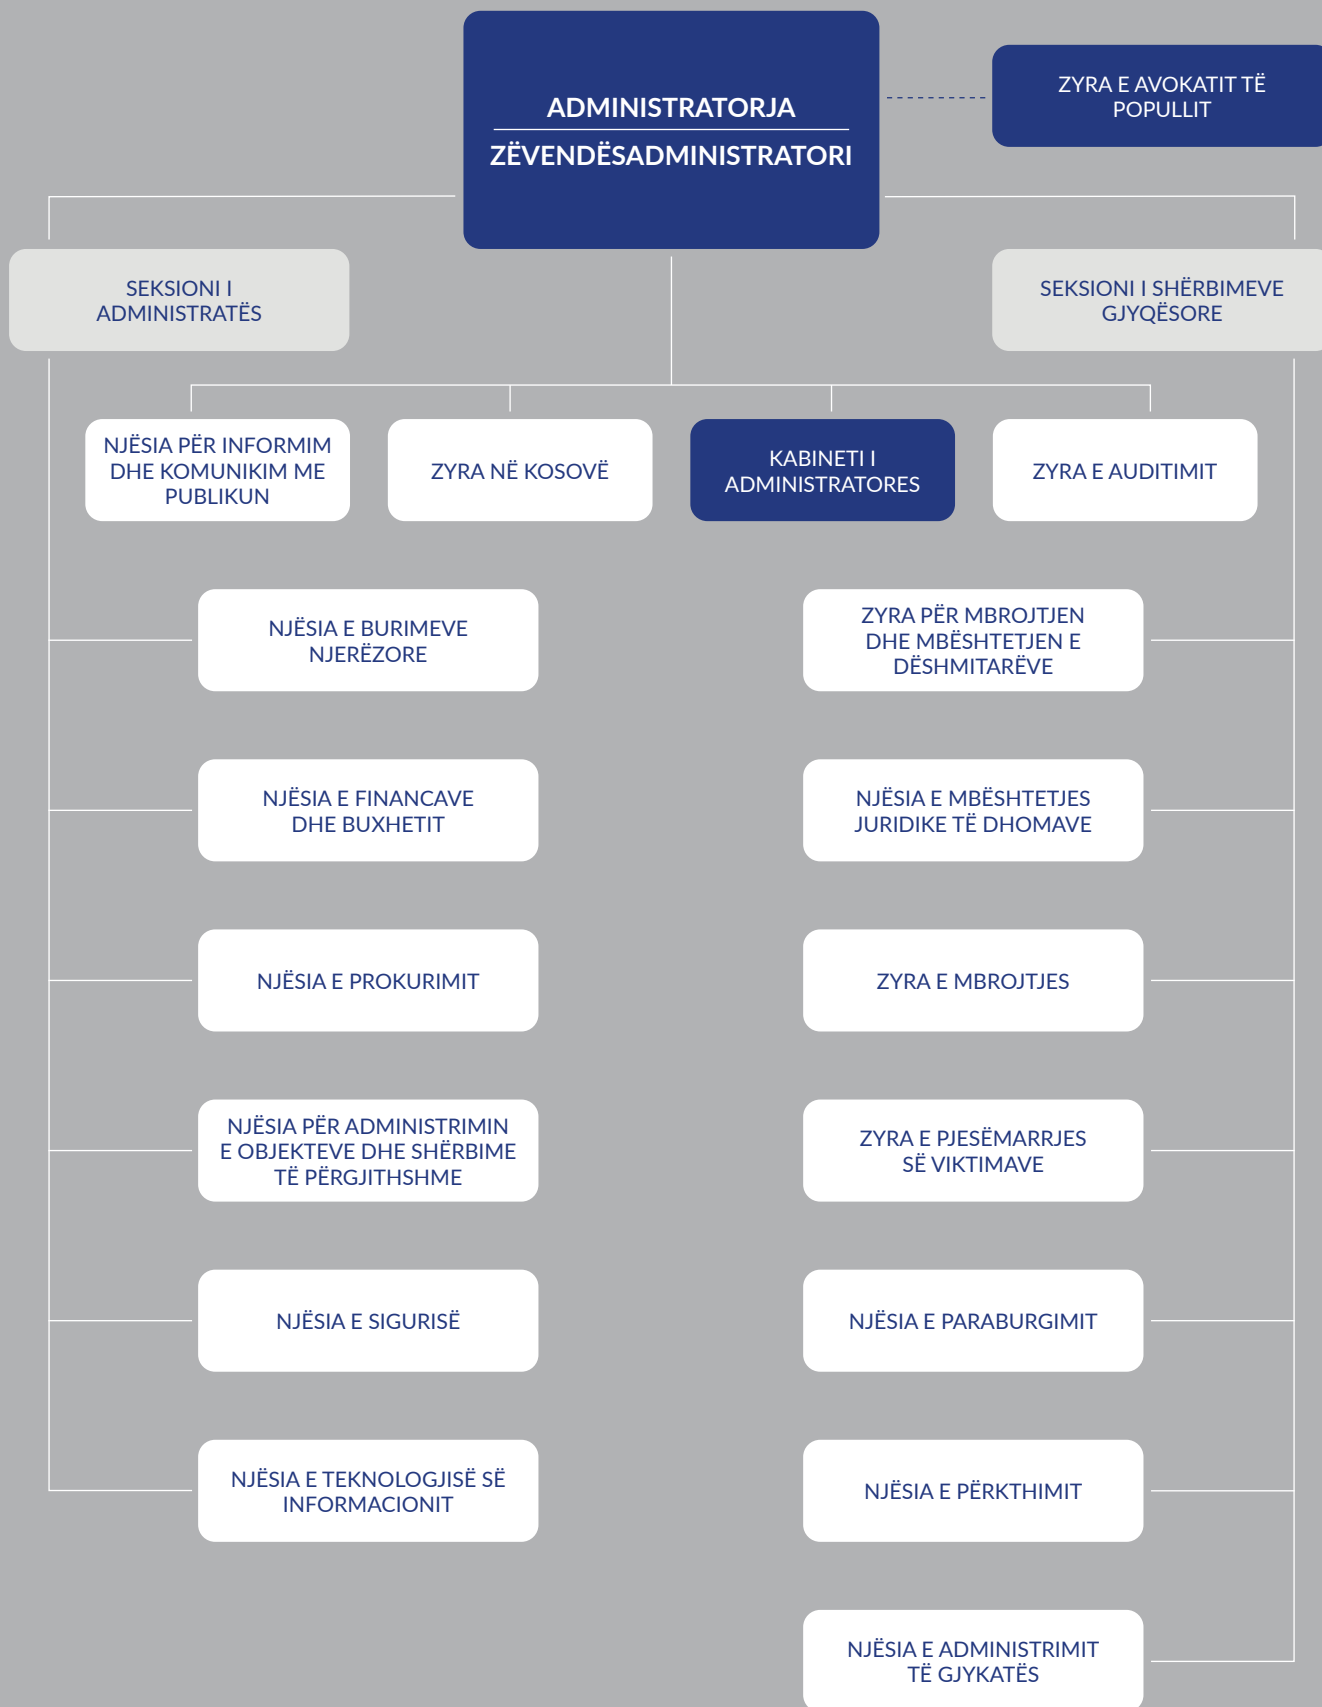 ADMINISTRATORJA
ZËVENDËSADMINISTRATORI
ZYRA E AVOKATIT TË
POPULLIT
SEKSIONI I
ADMINISTRATËS
SEKSIONI I SHËRBIMEVE
GJYQËSORE
NJËSIA PËR INFORMIM
DHE KOMUNIKIM ME
PUBLIKUN
ZYRA NË KOSOVË
KABINETI I
ADMINISTRATORES
ZYRA E AUDITIMIT
NJËSIA E BURIMEVE
NJERËZORE
ZYRA PËR MBROJTJEN
DHE MBËSHTETJEN E
DËSHMITARËVE
NJËSIA E FINANCAVE
DHE BUXHETIT
NJËSIA E MBËSHTETJES
JURIDIKE TË DHOMAVE
NJËSIA E PROKURIMIT
ZYRA E MBROJTJES
NJËSIA PËR ADMINISTRIMIN
E OBJEKTEVE DHE SHËRBIME
TË PËRGJITHSHME
ZYRA E PJESËMARRJES
SË VIKTIMAVE
NJËSIA E SIGURISË
NJËSIA E PARABURGIMIT
NJËSIA E TEKNOLOGJISË SË
INFORMACIONIT
NJËSIA E PËRKTHIMIT
NJËSIA E ADMINISTRIMIT
TË GJYKATËS